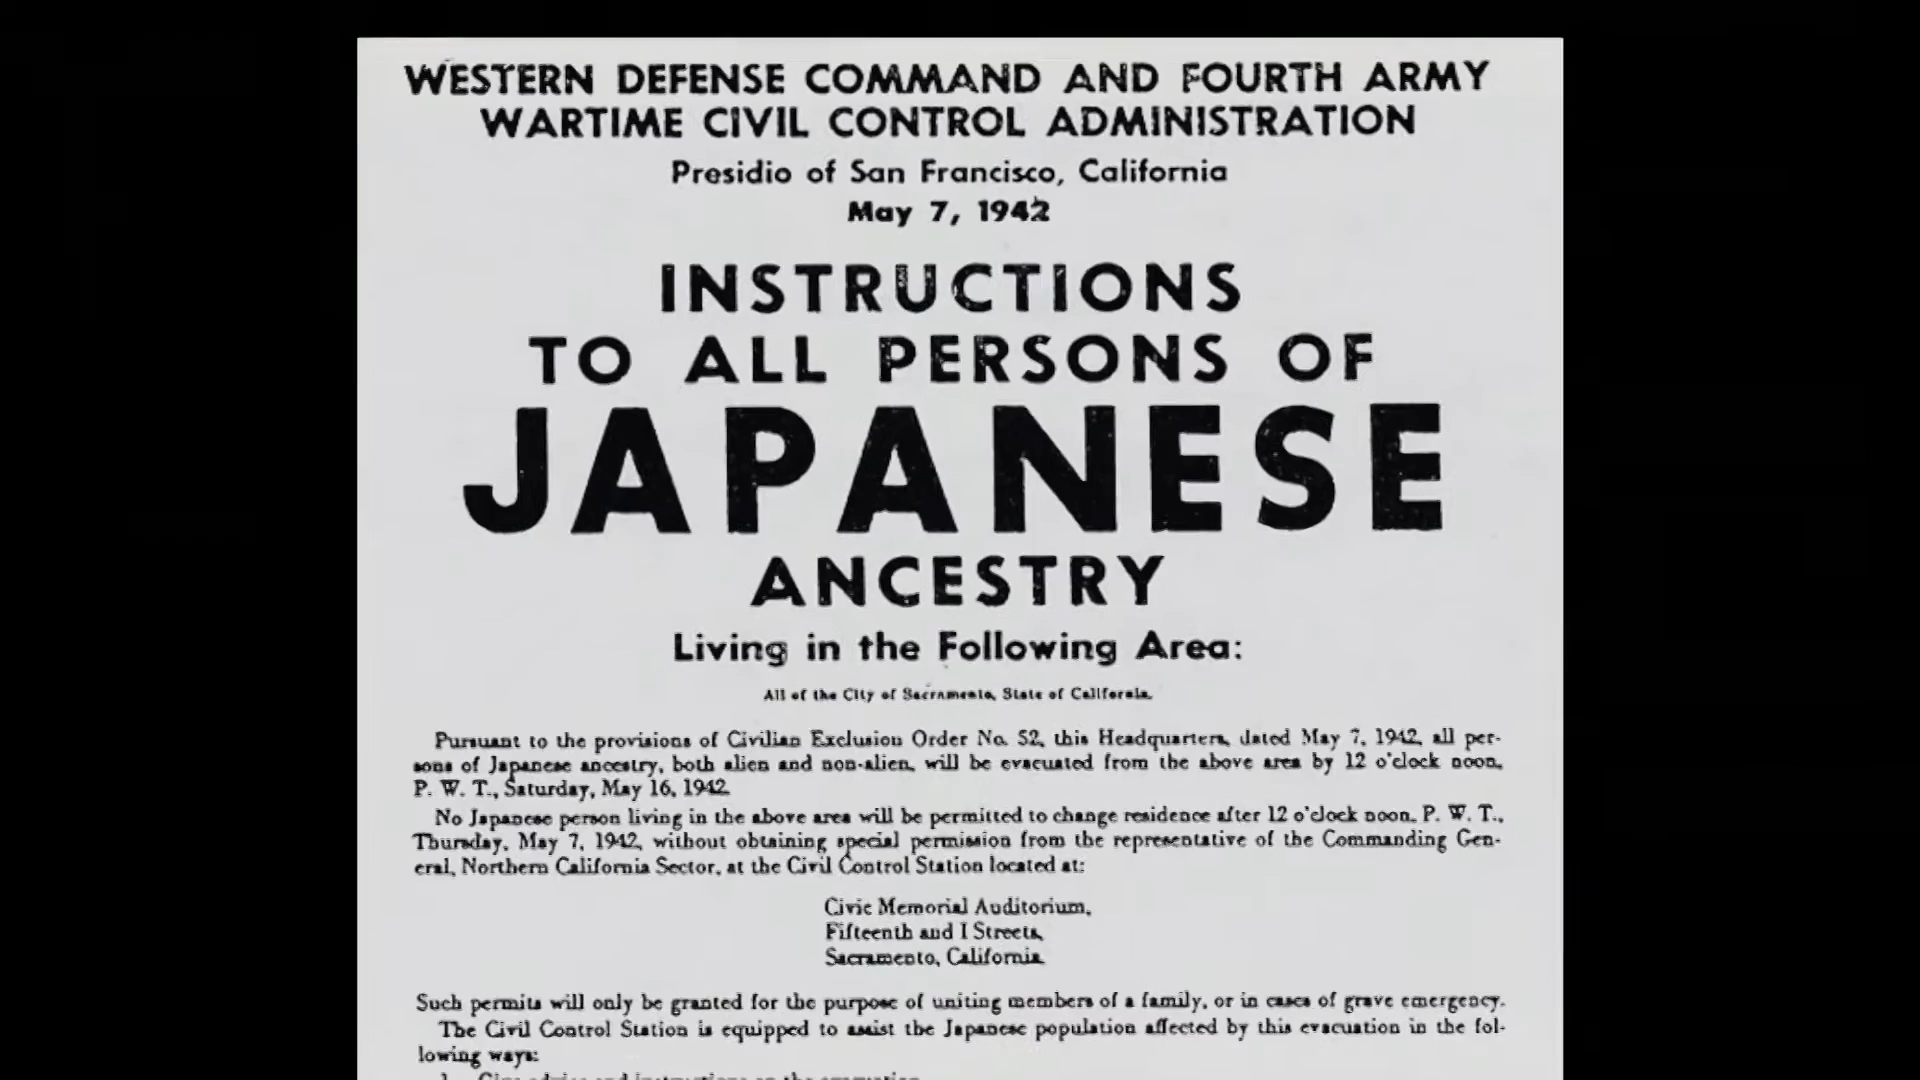 WESTERN DEFENSE COMMAND AND FOURTH ARMY
WARTIME CIVIL CONTROL ADMINISTRATION
Presidio of San Francisco, California
May 7, 1942
INSTRUCTIONS
TO ALL PERSONS OF
JAPANESE
ANCESTRY
Living in the Following Area:
All of the City of Sacramento, State of California.
Pursuant to the provisions of Civilian Exclusion Order No. 52, this Headquarters, dated May 7, 1942, all per-
sons of Japanese ancestry, both alien and non-alien, will be evacuated from the above area by 12 o'clock noon,
P. W. T., Saturday, May 16, 1942.
No Japanese person living in the above area will be permitted to change residence after 12 o'clock noon, P. W. T.,
Thursday, May 7, 1942, without obtaining special permission from the representative of the Commanding Gen-
eral, Northern California Sector, at the Civil Control Station located at:
Civic Memorial Auditorium,
Fifteenth and I Streets,
Sacramento, California.
Such permits will only be granted for the purpose of uniting members of a family, or in cases of grave emergency.
The Civil Control Station is equipped to assist the Japanese population affected by this evacuation in the fol-
lowing ways:
1. Give advice and instructions on the evacuation.